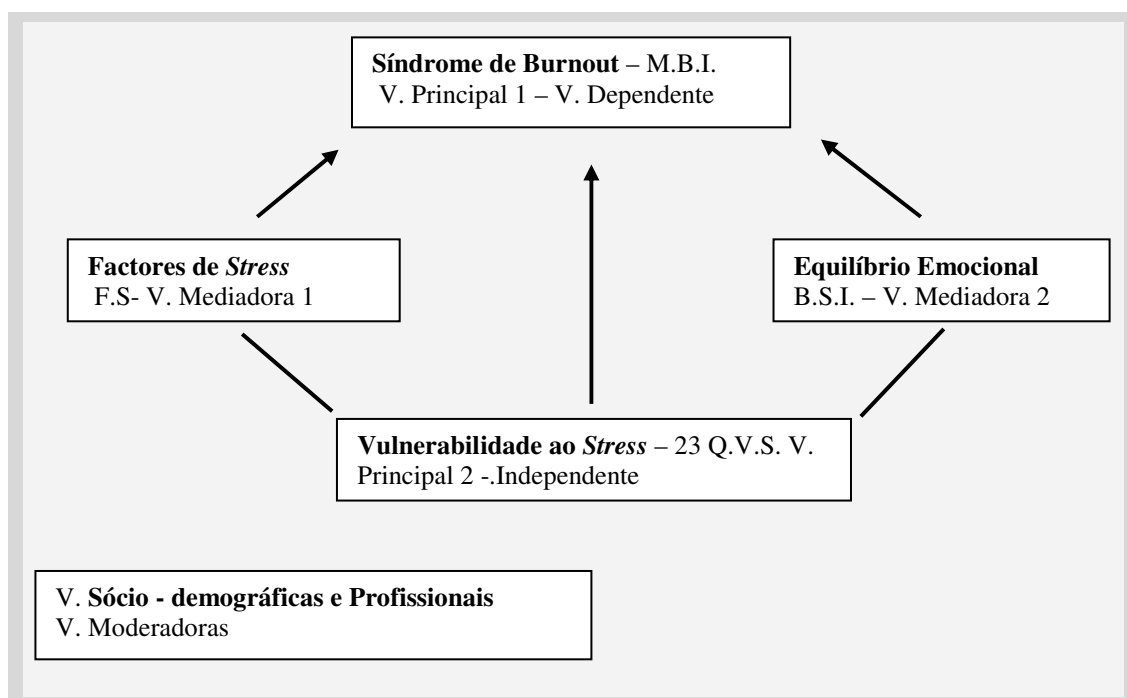 Síndrome de Burnout – M.B.I.
V. Principal 1 – V. Dependente
Factores de Stress
F.S- V. Mediadora 1
Equilíbrio Emocional
B.S.I. – V. Mediadora 2
Vulnerabilidade ao Stress – 23 Q.V.S. V.
Principal 2 -.Independente
V. Sócio - demográficas e Profissionais
V. Moderadoras